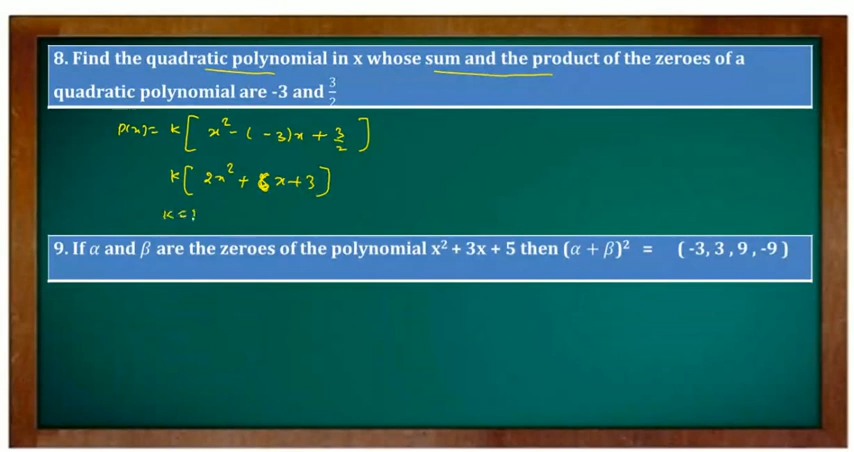 8. Find the quadratic polynomial in x whose sum and the product of the zeroes of a
quadratic polynomial are -3 and 3/2
P(x)= k[ x² - ( -3)x + 3/2 ]
k[ 2x² + 6x+3 ]
k = 1
9. If α and β are the zeroes of the polynomial x² + 3x + 5 then (α + β)² = ( -3, 3 , 9 , -9 )